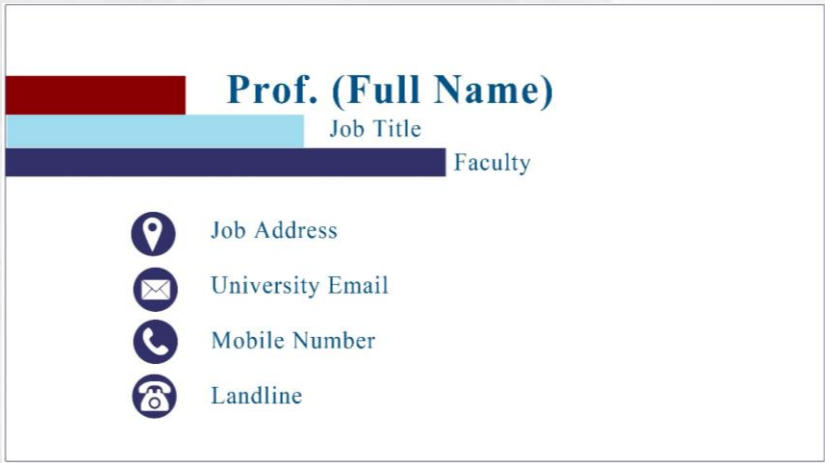 Prof. (Full Name)
Job Title
Faculty
Job Address
University Email
Mobile Number
Landline